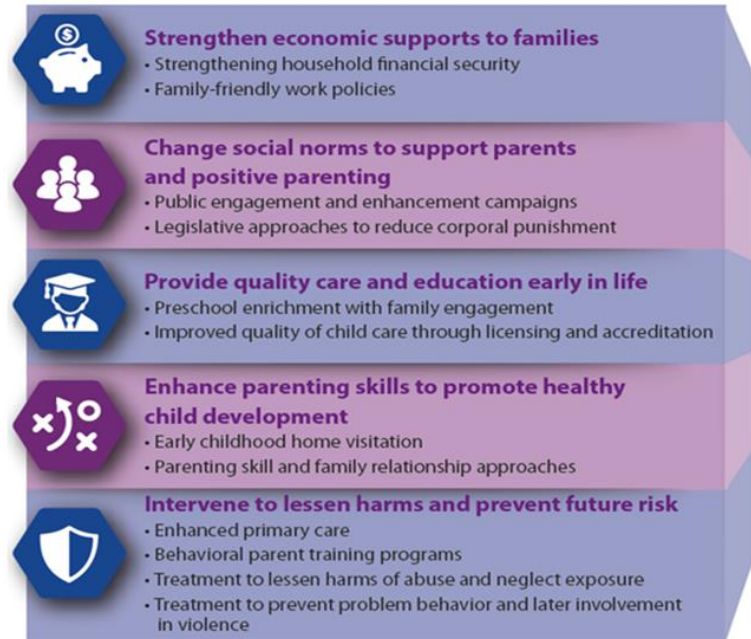 $
Strengthen economic supports to families
• Strengthening household financial security
• Family-friendly work policies
Change social norms to support parents
and positive parenting
• Public engagement and enhancement campaigns
• Legislative approaches to reduce corporal punishment
Provide quality care and education early in life
• Preschool enrichment with family engagement
• Improved quality of child care through licensing and accreditation
Enhance parenting skills to promote healthy
child development
• Early childhood home visitation
• Parenting skill and family relationship approaches
Intervene to lessen harms and prevent future risk
• Enhanced primary care
• Behavioral parent training programs
• Treatment to lessen harms of abuse and neglect exposure
• Treatment to prevent problem behavior and later involvement
in violence